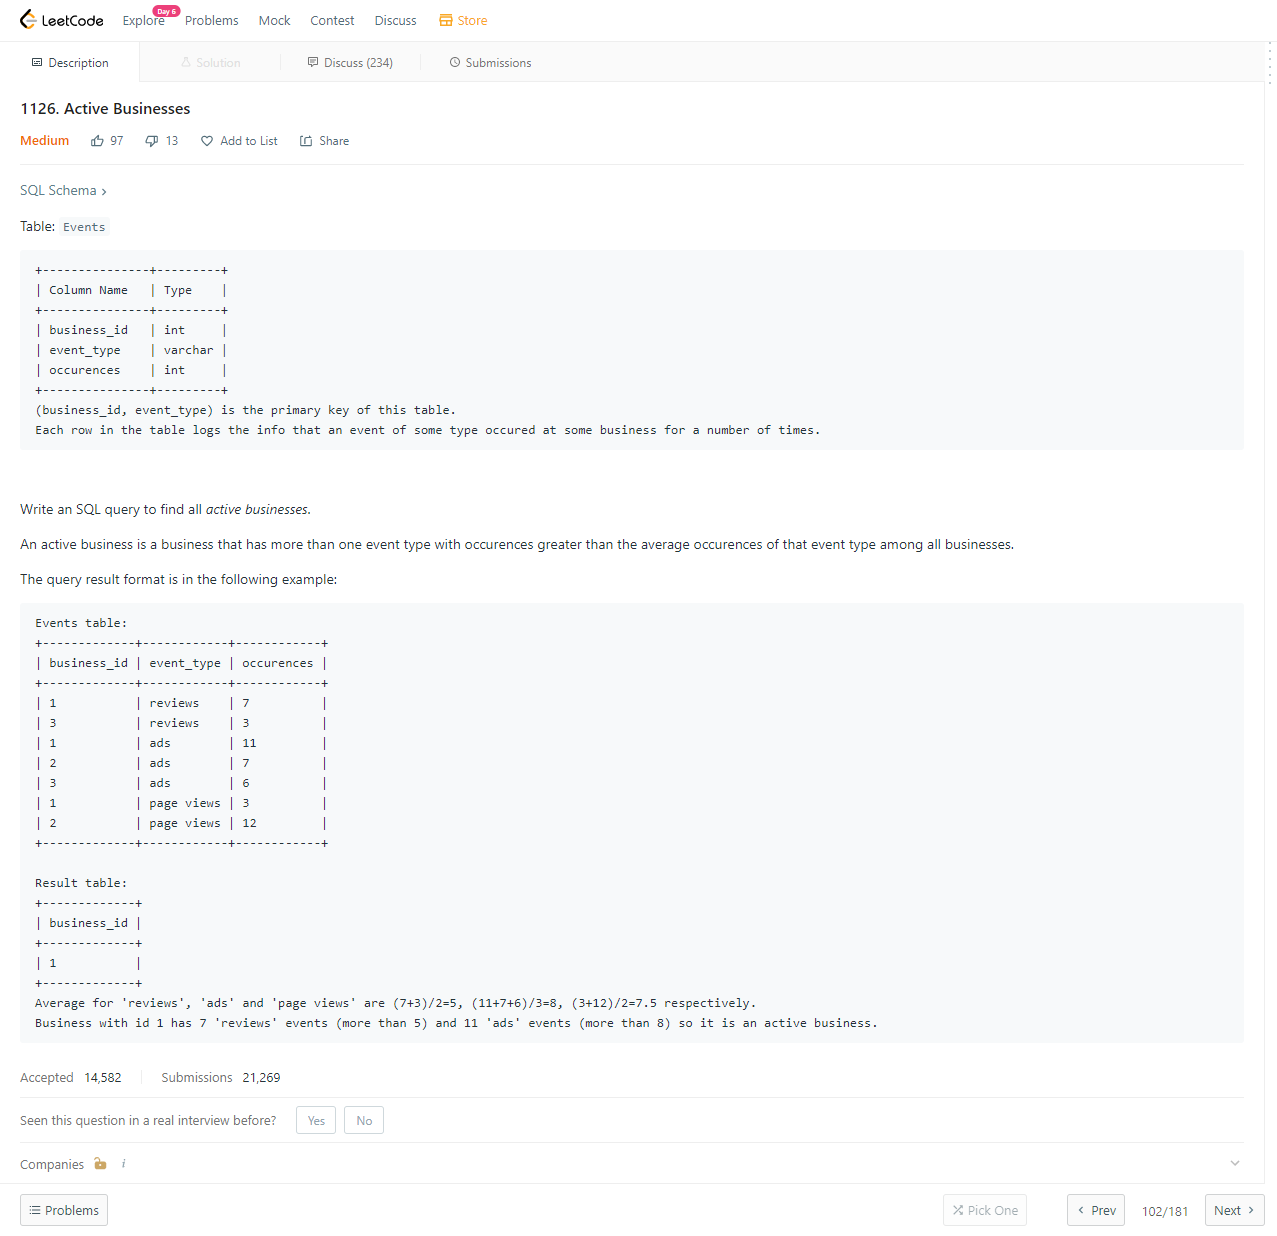 LeetCode Explore Day 6 Problems Mock Contest Discuss Store
Description Solution Discuss (234) Submissions
1126. Active Businesses
Medium 97 13 Add to List Share
SQL Schema >
Table: Events
+---------------+---------+
| Column Name   | Type    |
+---------------+---------+
| business_id   | int     |
| event_type    | varchar |
| occurences    | int     |
+---------------+---------+
(business_id, event_type) is the primary key of this table.
Each row in the table logs the info that an event of some type occured at some business for a number of times.
Write an SQL query to find all active businesses.
An active business is a business that has more than one event type with occurences greater than the average occurences of that event type among all businesses.
The query result format is in the following example:
Events table:
+-------------+------------+------------+
| business_id | event_type | occurences |
+-------------+------------+------------+
| 1           | reviews    | 7          |
| 3           | reviews    | 3          |
| 1           | ads        | 11         |
| 2           | ads        | 7          |
| 3           | ads        | 6          |
| 1           | page views | 3          |
| 2           | page views | 12         |
+-------------+------------+------------+
Result table:
+-------------+
| business_id |
+-------------+
| 1           |
+-------------+
Average for 'reviews', 'ads' and 'page views' are (7+3)/2=5, (11+7+6)/3=8, (3+12)/2=7.5 respectively.
Business with id 1 has 7 'reviews' events (more than 5) and 11 'ads' events (more than 8) so it is an active business.
Accepted 14,582 Submissions 21,269
Seen this question in a real interview before? Yes No
Companies i
Problems Pick One < Prev 102/181 Next >